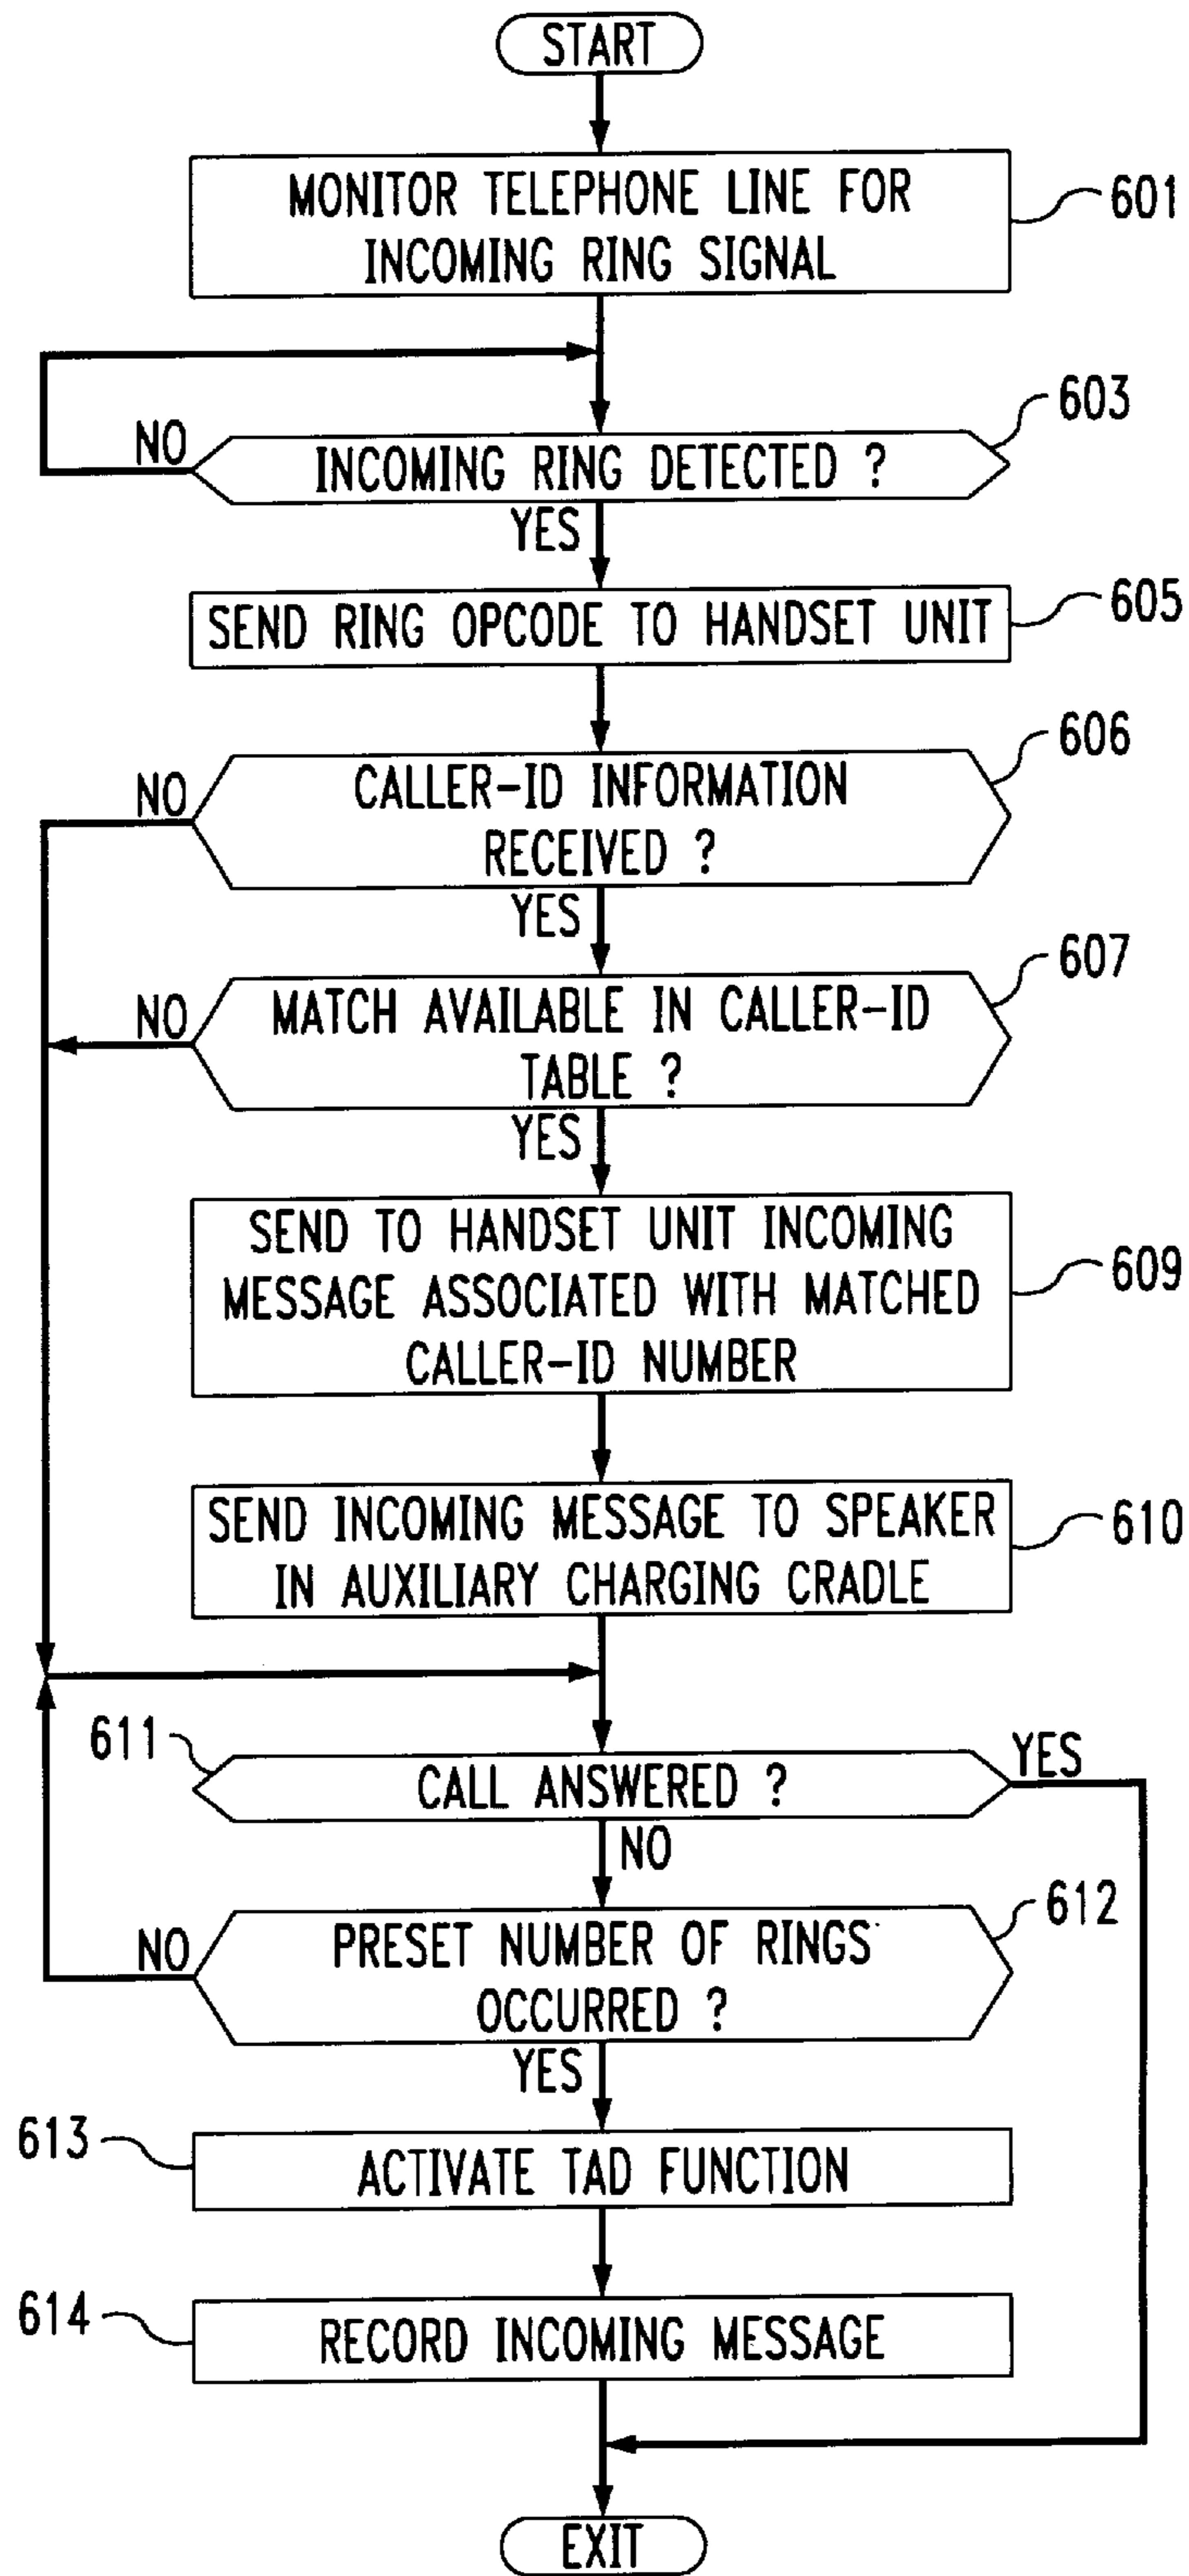 START
MONITOR TELEPHONE LINE FOR
INCOMING RING SIGNAL
601
603
NO
INCOMING RING DETECTED ?
YES
SEND RING OPCODE TO HANDSET UNIT
605
606
NO
CALLER-ID INFORMATION
RECEIVED ?
YES
607
NO
MATCH AVAILABLE IN CALLER-ID
TABLE ?
YES
SEND TO HANDSET UNIT INCOMING
MESSAGE ASSOCIATED WITH MATCHED
CALLER-ID NUMBER
609
SEND INCOMING MESSAGE TO SPEAKER
IN AUXILIARY CHARGING CRADLE
610
611
CALL ANSWERED ?
YES
NO
612
NO
PRESET NUMBER OF RINGS
OCCURRED ?
YES
613
ACTIVATE TAD FUNCTION
614
RECORD INCOMING MESSAGE
EXIT